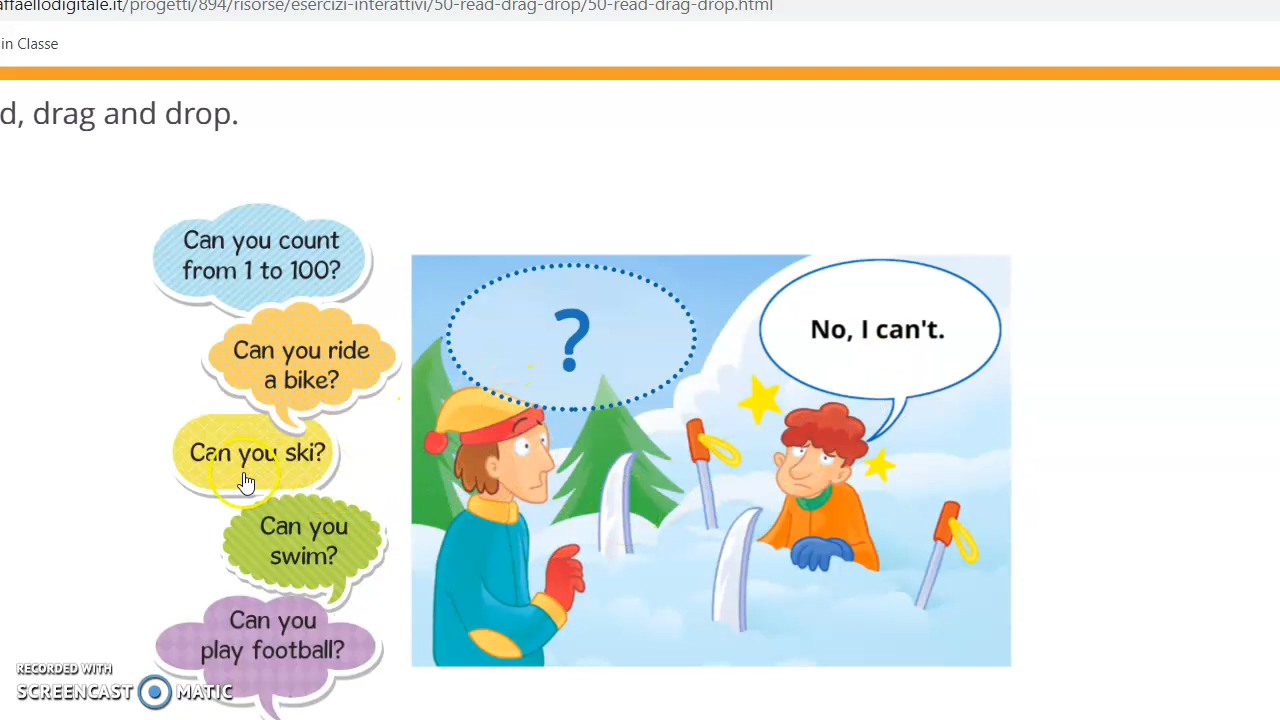 affaellodigitale.it/progetti/894/risorse/esercizi-interattivi/50-read-drag-drop/50-read-drag-drop.html
in Classe
d, drag and drop.
Can you count
from 1 to 100?
Can you ride
a bike?
Can you ski?
Can you
swim?
Can you
play football?
?
No, I can't.
RECORDED WITH
SCREENCAST MATIC